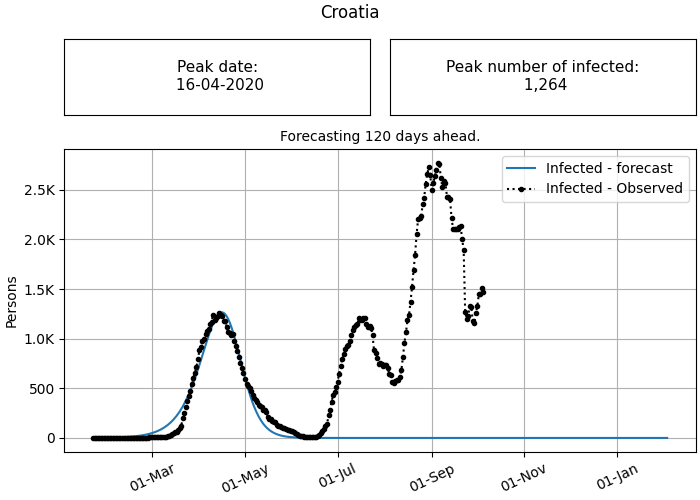 Croatia
Peak date:
16-04-2020
Peak number of infected:
1,264
Forecasting 120 days ahead.
Infected - forecast
Infected - Observed
Persons
2.5K
2.0K
1.5K
1.0K
500
0
01-Mar
01-May
01-Jul
01-Sep
01-Nov
01-Jan